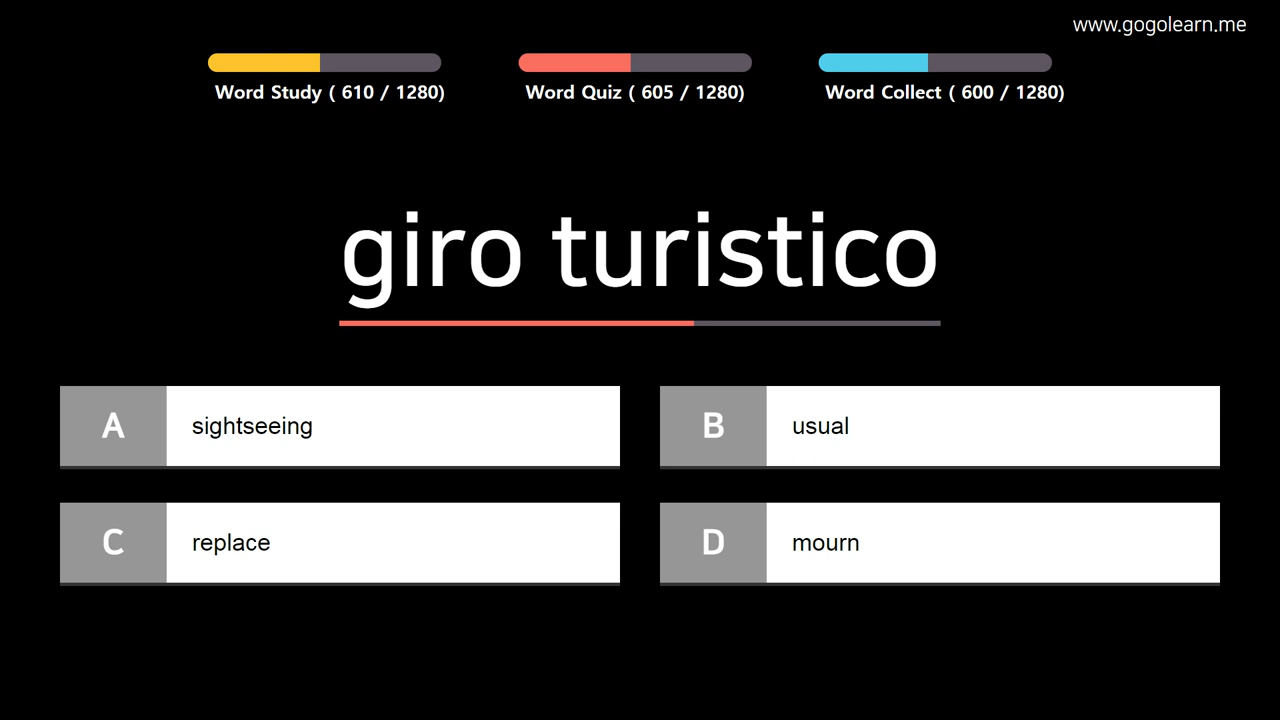 www.gogolearn.me
Word Study ( 610 / 1280)
Word Quiz ( 605 / 1280)
Word Collect ( 600 / 1280)
giro turistico
A sightseeing
B usual
C replace
D mourn